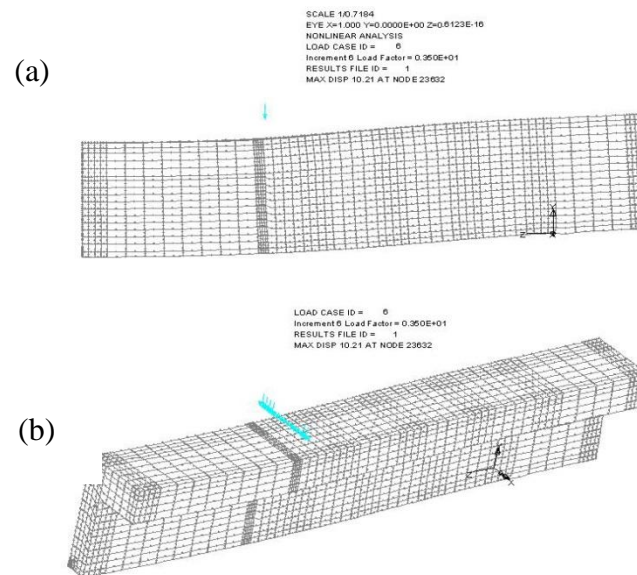 SCALE 1/0.7184
EYE X=1.000 Y=0.0000E+00 Z=0.6123E-16
NONLINEAR ANALYSIS
LOAD CASE ID = 6
Increment 6 Load Factor = 0.350E+01
RESULTS FILE ID = 1
MAX DISP 10.21 AT NODE 23632
(a)
Y
Z
LOAD CASE ID = 6
Increment 6 Load Factor = 0.350E+01
RESULTS FILE ID = 1
MAX DISP 10.21 AT NODE 23632
(b)
Z
X